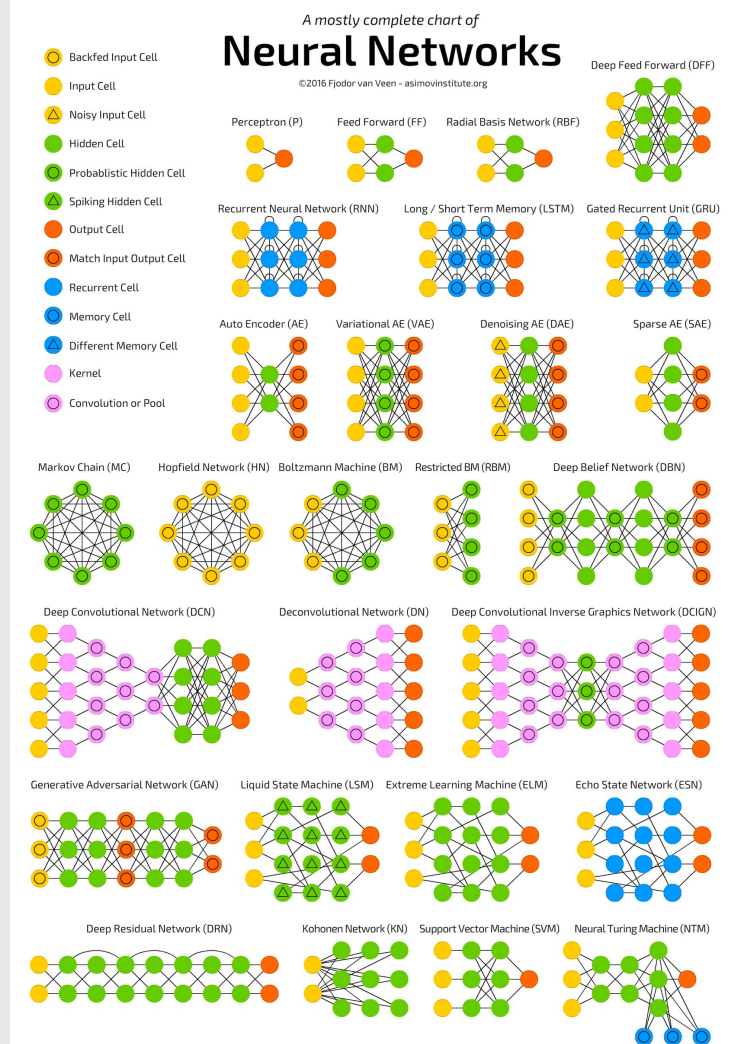 A mostly complete chart of
Neural Networks
©2016 Fjodor van Veen - asimovinstitute.org
Backfed Input Cell
Input Cell
Noisy Input Cell
Hidden Cell
Probablistic Hidden Cell
Spiking Hidden Cell
Output Cell
Match Input Output Cell
Recurrent Cell
Memory Cell
Different Memory Cell
Kernel
Convolution or Pool
Deep Feed Forward (DFF)
Perceptron (P)
Feed Forward (FF)
Radial Basis Network (RBF)
Recurrent Neural Network (RNN)
Long / Short Term Memory (LSTM)
Gated Recurrent Unit (GRU)
Auto Encoder (AE)
Variational AE (VAE)
Denoising AE (DAE)
Sparse AE (SAE)
Markov Chain (MC)
Hopfield Network (HN)
Boltzmann Machine (BM)
Restricted BM (RBM)
Deep Belief Network (DBN)
Deep Convolutional Network (DCN)
Deconvolutional Network (DN)
Deep Convolutional Inverse Graphics Network (DCIGN)
Generative Adversarial Network (GAN)
Liquid State Machine (LSM)
Extreme Learning Machine (ELM)
Echo State Network (ESN)
Deep Residual Network (DRN)
Kohonen Network (KN)
Support Vector Machine (SVM)
Neural Turing Machine (NTM)